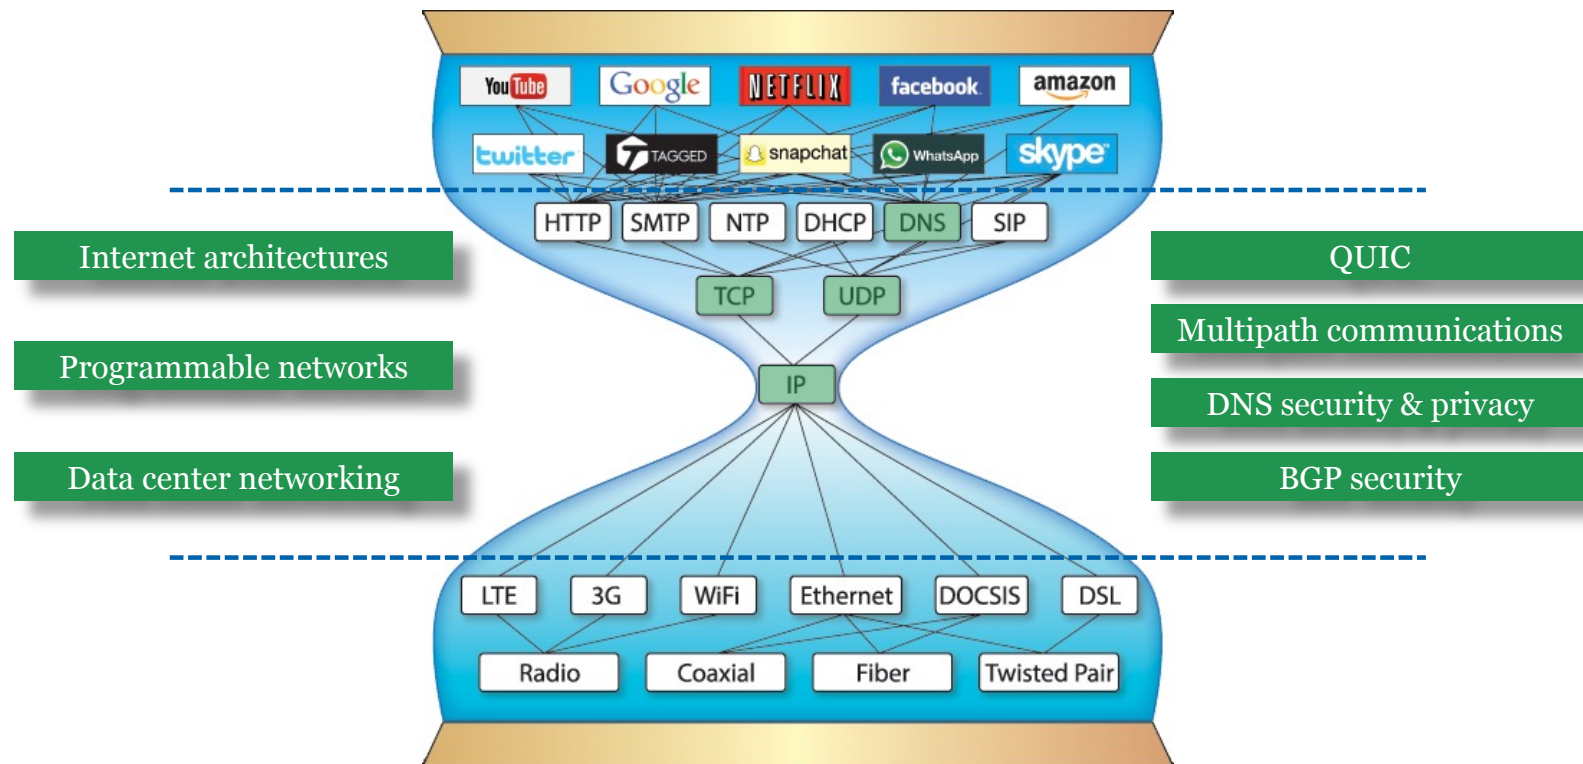 YouTube
Google
NETFLIX
facebook
amazon
twitter
TAGGED
snapchat
WhatsApp
skype
HTTP
SMTP
NTP
DHCP
DNS
SIP
Internet architectures
QUIC
TCP
UDP
Multipath communications
Programmable networks
IP
DNS security & privacy
Data center networking
BGP security
LTE
3G
WiFi
Ethernet
DOCSIS
DSL
Radio
Coaxial
Fiber
Twisted Pair